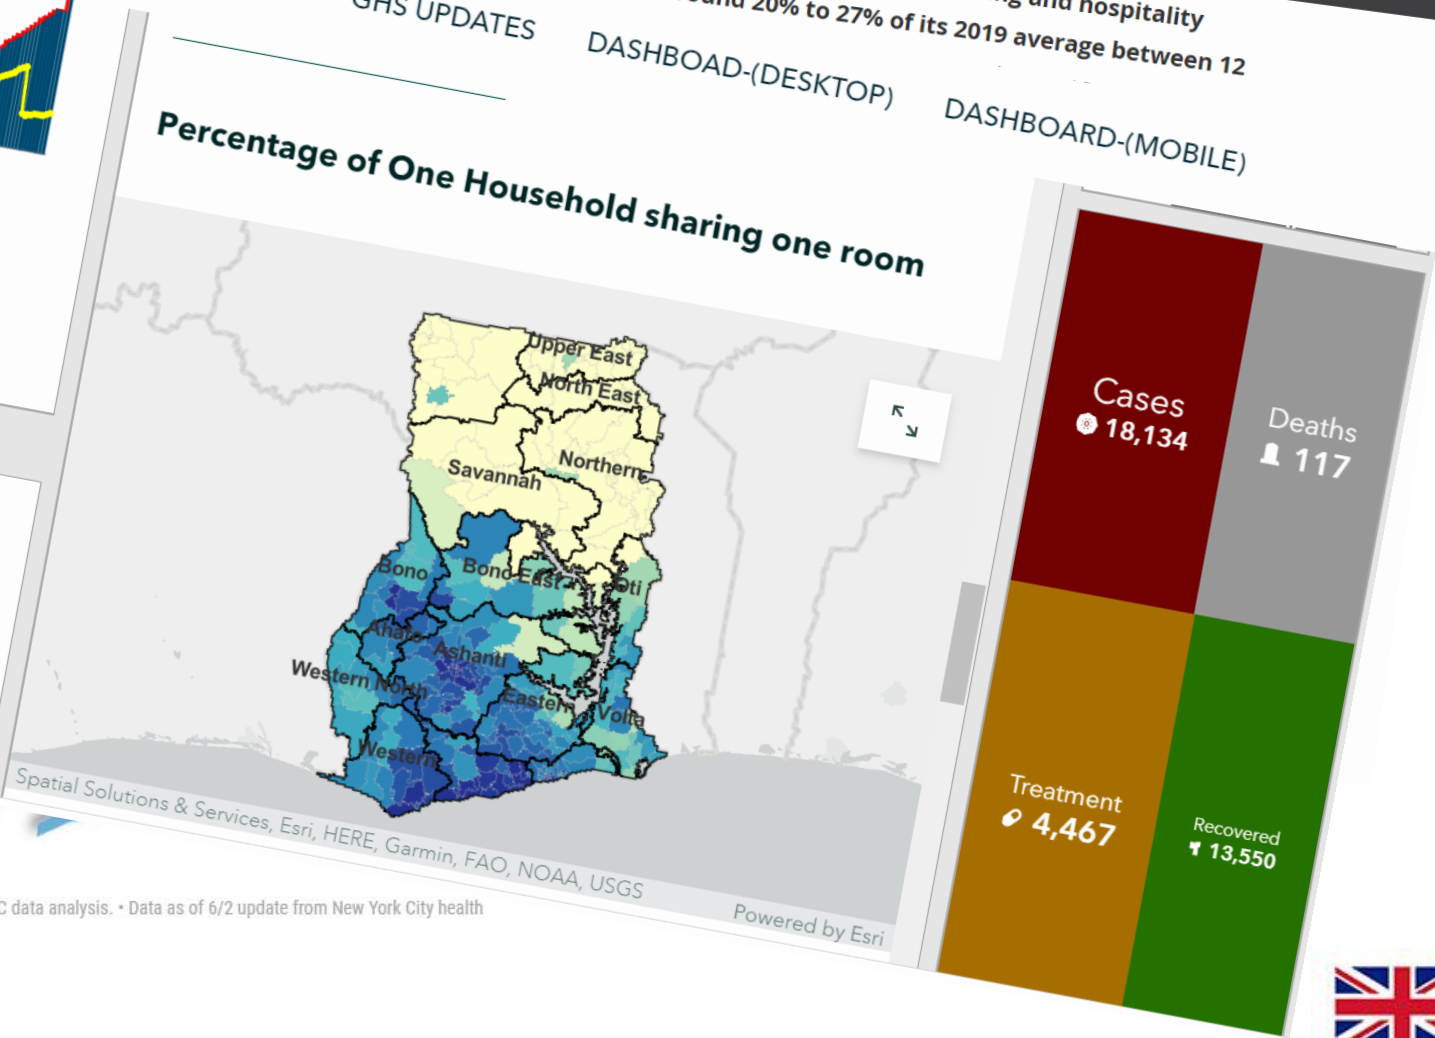 g and hospitality
und 20% to 27% of its 2019 average between 12
GHS UPDATES
DASHBOAD-(DESKTOP)
DASHBOARD-(MOBILE)
Percentage of One Household sharing one room
Upper East
North East
Northern
Savannah
Bono
Bono East
Oti
Ahafo
Ashanti
Western North
Eastern
Volta
Western
Spatial Solutions & Services, Esri, HERE, Garmin, FAO, NOAA, USGS
Powered by Esri
Cases
18,134
Deaths
117
Treatment
4,467
Recovered
13,550
C data analysis. • Data as of 6/2 update from New York City health